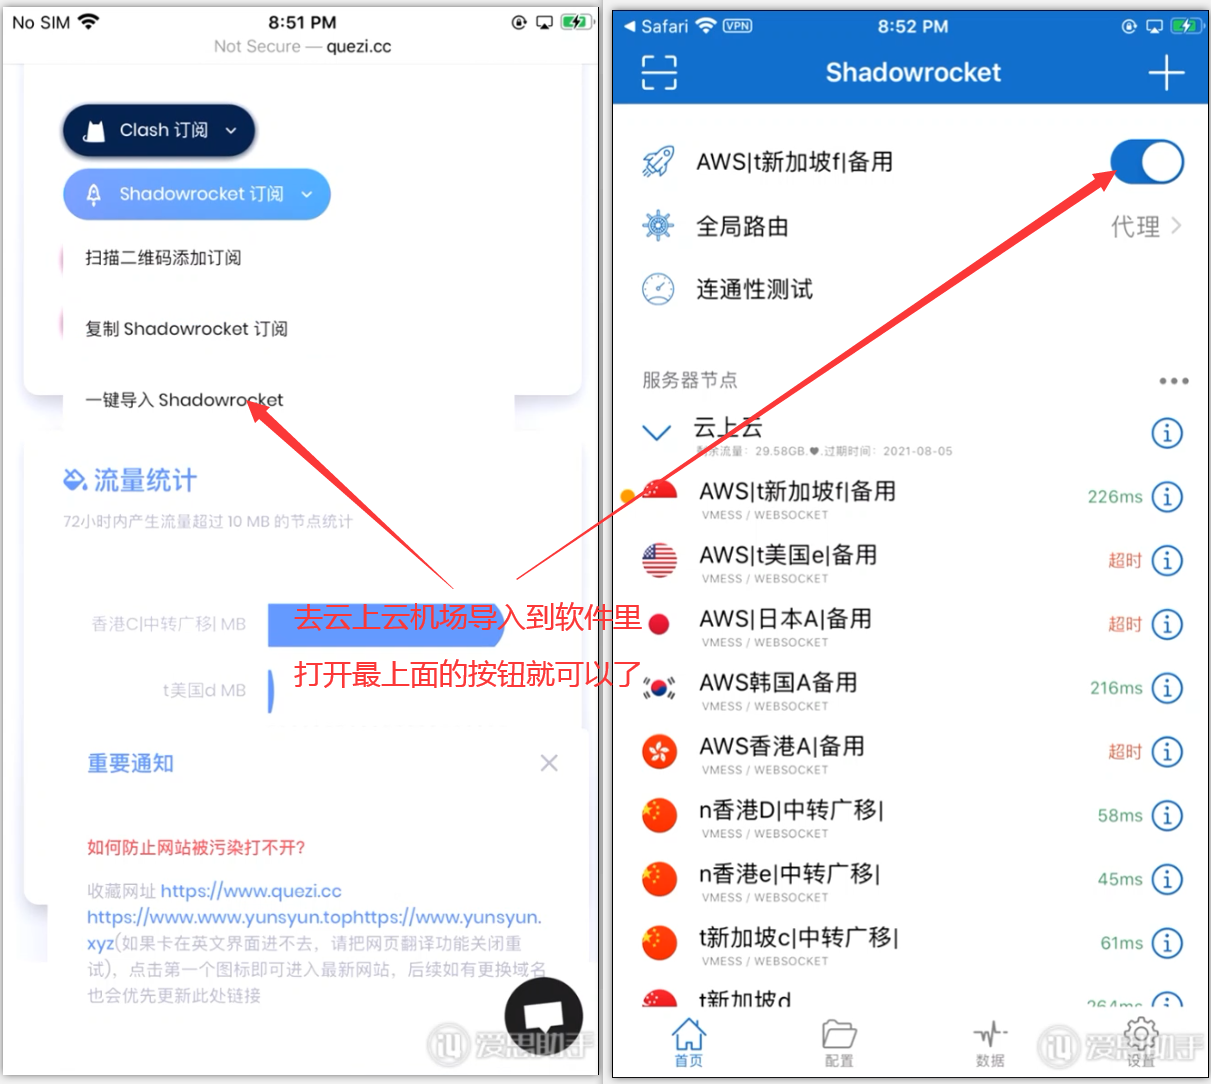 No SIM
8:51 PM
Not Secure — quezi.cc
Clash 订阅
Shadowrocket 订阅
扫描二维码添加订阅
复制 Shadowrocket 订阅
一键导入 Shadowrocket
流量统计
72小时内产生流量超过 10 MB 的节点统计
香港C|中转广移| MB
t美国d MB
去云上云机场导入到软件里
打开最上面的按钮就可以了
重要通知
如何防止网站被污染打不开?
收藏网址 https://www.quezi.cc
https://www.www.yunsyun.tophttps://www.yunsyun.
xyz(如果卡在英文界面进不去，请把网页翻译功能关闭重
试)，点击第一个图标即可进入最新网站，后续如有更换域名
也会优先更新此处链接
爱思助手
Safari
VPN
8:52 PM
Shadowrocket
AWS|t新加坡f|备用
全局路由
代理
连通性测试
服务器节点
云上云
剩余流量：29.58GB.♥.过期时间：2021-08-05
AWS|t新加坡f|备用
226ms
VMESS / WEBSOCKET
AWS|t美国e|备用
超时
VMESS / WEBSOCKET
AWS|日本A|备用
超时
VMESS / WEBSOCKET
AWS韩国A备用
216ms
VMESS / WEBSOCKET
AWS香港A|备用
超时
VMESS / WEBSOCKET
n香港D|中转广移|
58ms
VMESS / WEBSOCKET
n香港e|中转广移|
45ms
VMESS / WEBSOCKET
t新加坡c|中转广移|
61ms
VMESS / WEBSOCKET
t新加坡d
264ms
首页
配置
数据
设置
爱思助手